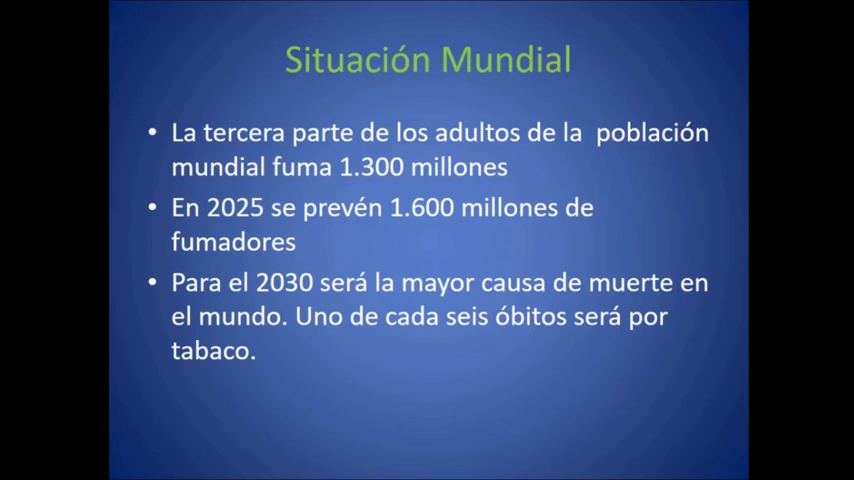 Situación Mundial
• La tercera parte de los adultos de la población
mundial fuma 1.300 millones
• En 2025 se prevén 1.600 millones de
fumadores
• Para el 2030 será la mayor causa de muerte en
el mundo. Uno de cada seis óbitos será por
tabaco.